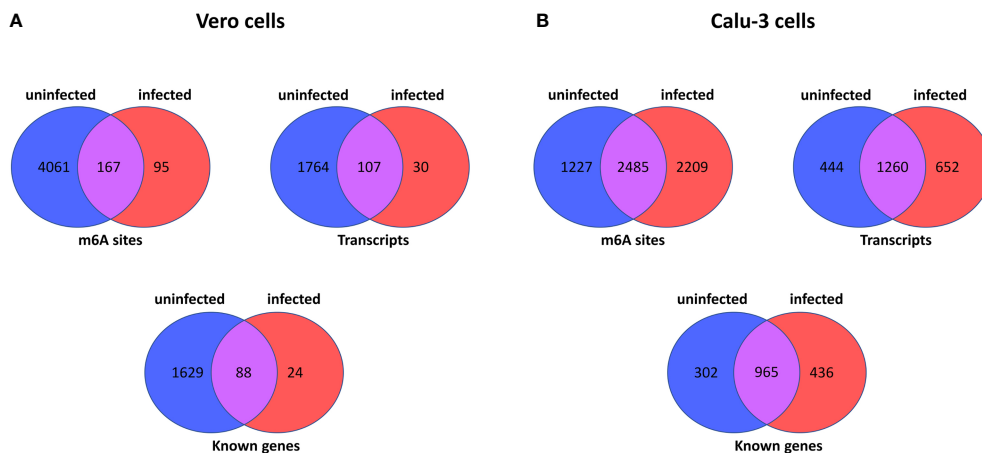 A
Vero cells
uninfected infected
4061 167 95
m6A sites
uninfected infected
1764 107 30
Transcripts
uninfected infected
1629 88 24
Known genes
B
Calu-3 cells
uninfected infected
1227 2485 2209
m6A sites
uninfected infected
444 1260 652
Transcripts
uninfected infected
302 965 436
Known genes